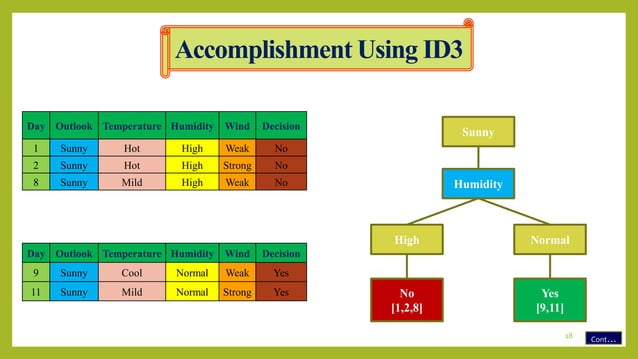 Accomplishment Using ID3
Day Outlook Temperature Humidity Wind Decision
1 Sunny Hot High Weak No
2 Sunny Hot High Strong No
8 Sunny Mild High Weak No
Day Outlook Temperature Humidity Wind Decision
9 Sunny Cool Normal Weak Yes
11 Sunny Mild Normal Strong Yes
Sunny
Humidity
High Normal
No Yes
[1,2,8] [9,11]
18
Cont…